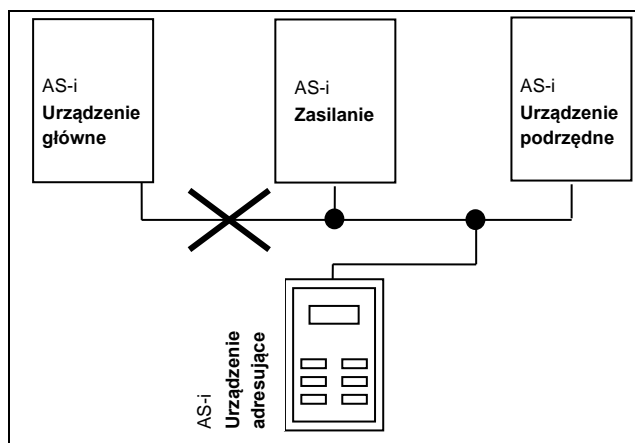 AS-i
Urządzenie
główne
AS-i
Zasilanie
AS-i
Urządzenie
podrzędne
AS-i
Urządzenie
adresujące